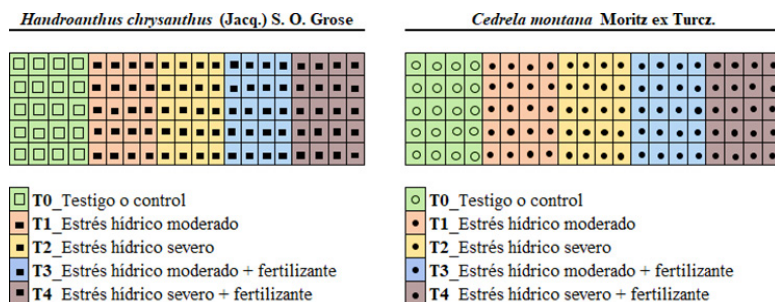 Handroanthus chrysanthus (Jacq.) S. O. Grose
T0_Testigo o control
T1_Estrés hídrico moderado
T2_Estrés hídrico severo
T3_Estrés hídrico moderado + fertilizante
T4_Estrés hídrico severo + fertilizante
Cedrela montana Moritz ex Turcz.
T0_Testigo o control
T1_Estrés hídrico moderado
T2_Estrés hídrico severo
T3_Estrés hídrico moderado + fertilizante
T4_Estrés hídrico severo + fertilizante